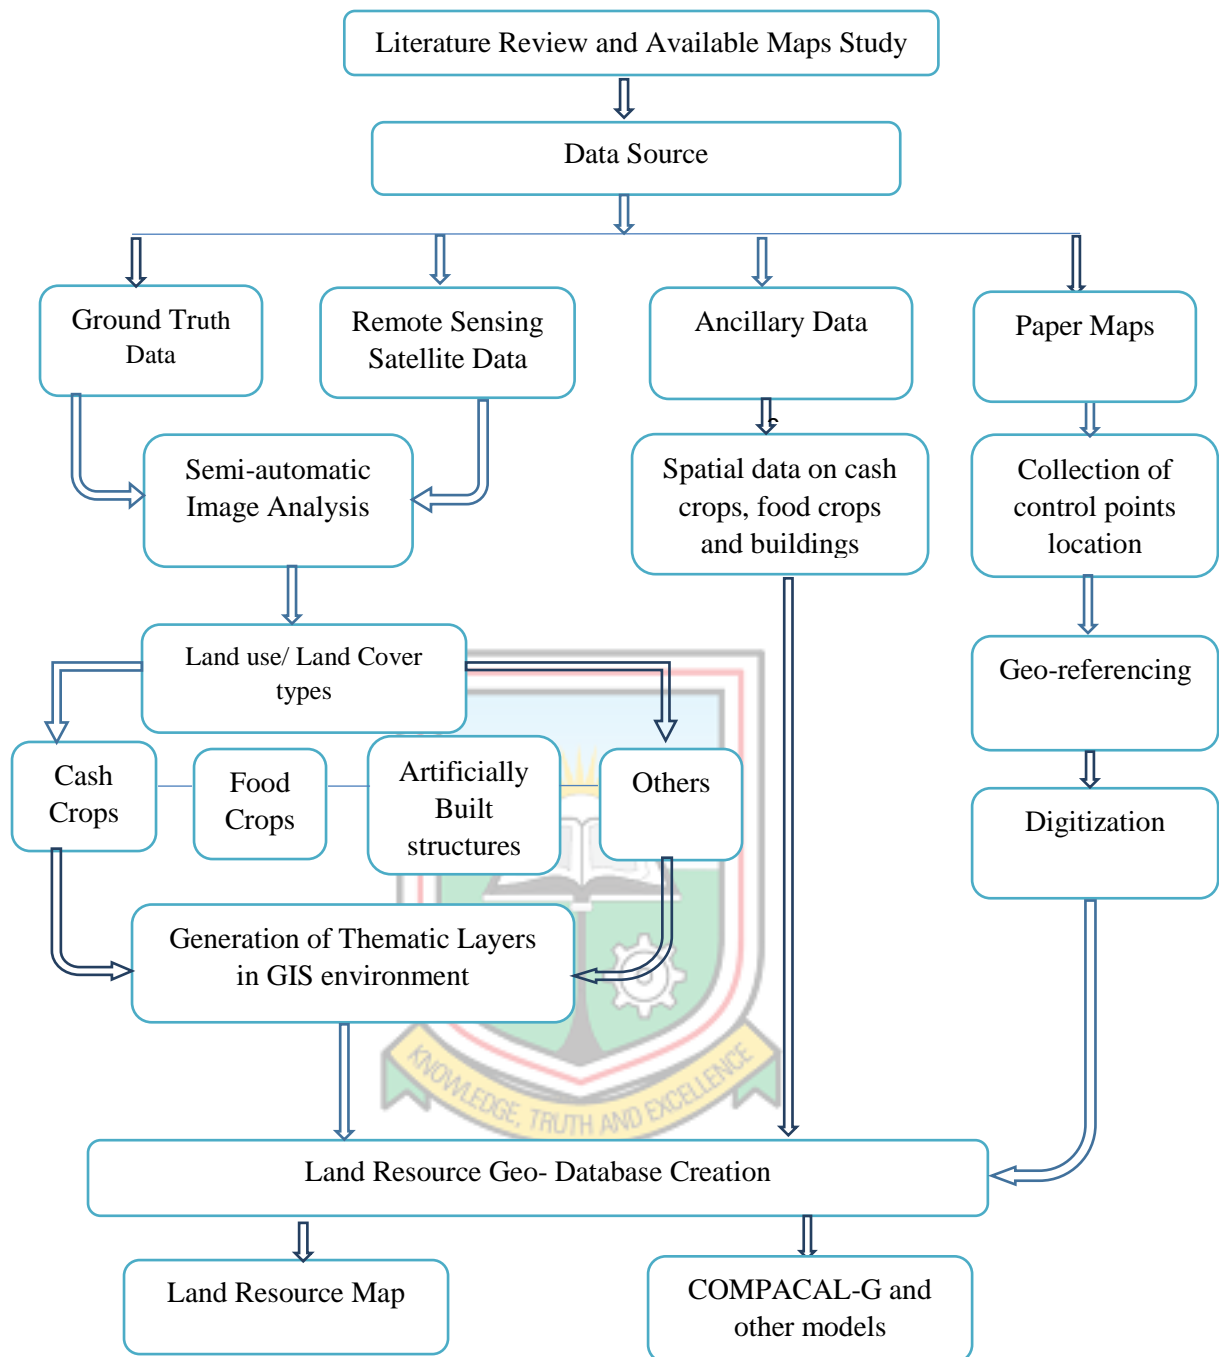 Literature Review and Available Maps Study
Data Source
Ground Truth
Data
Remote Sensing
Satellite Data
Ancillary Data
Paper Maps
Semi-automatic
Image Analysis
Spatial data on cash
crops, food crops
and buildings
Collection of
control points
location
Land use/ Land Cover
types
Geo-referencing
Cash
Crops
Food
Crops
Artificially
Built
structures
Others
Digitization
Generation of Thematic Layers
in GIS environment
KNOWLEDGE, TRUTH AND EXCELLENCE
Land Resource Geo- Database Creation
Land Resource Map
COMPACAL-G and
other models